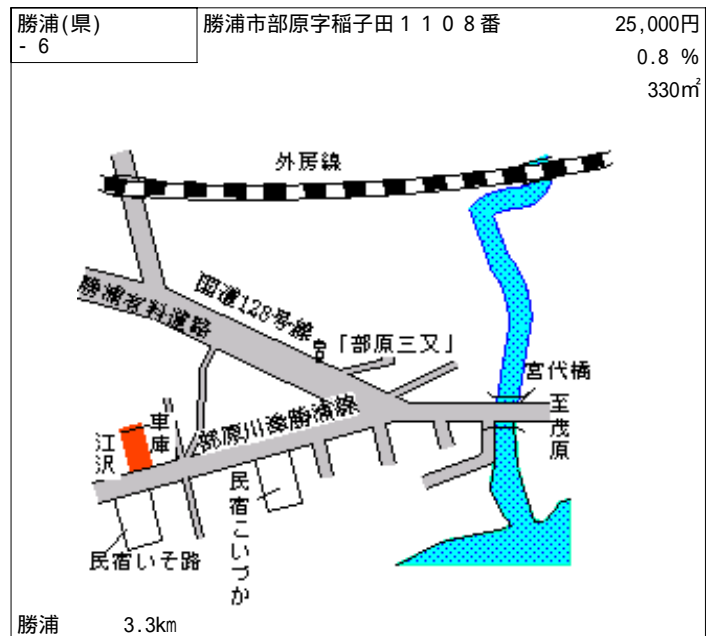 勝浦(県)
- 6
勝浦市部原字稲子田１１０８番
25,000円
0.8 %
330㎡
外房線
国道128号線
勝浦有料道路
「部原三又」
宮代橋
至茂原
部原川津勝浦線
車庫
江沢
民宿こいづか
民宿いそ路
勝浦 3.3km